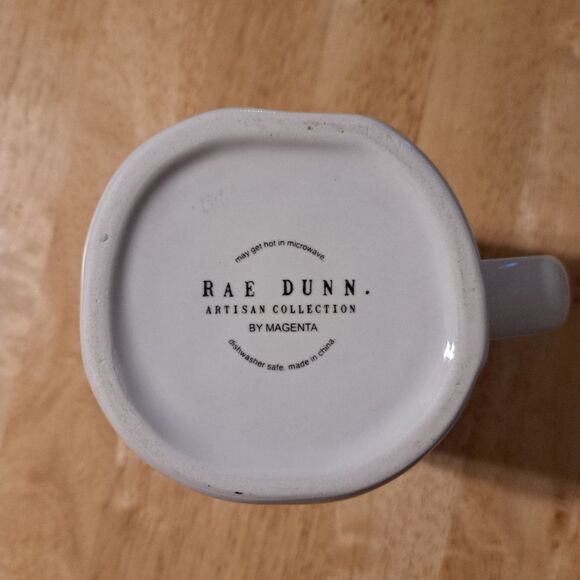 may get hot in microwave.
RAE DUNN.
ARTISAN COLLECTION
BY MAGENTA
dishwasher safe. made in china.